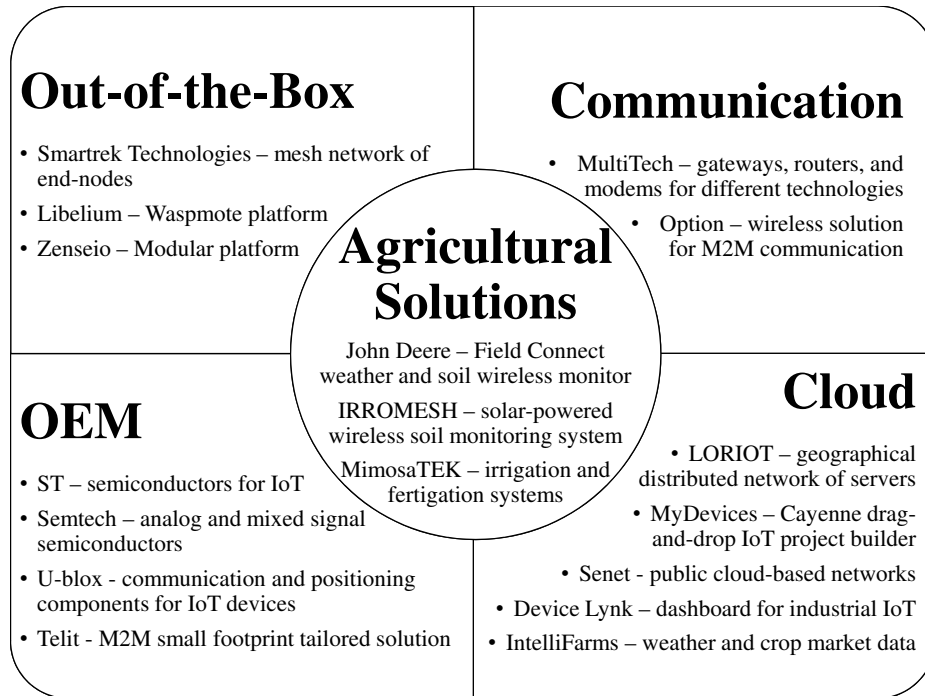 Out-of-the-Box
• Smartrek Technologies – mesh network of
end-nodes
• Libelium – Waspmote platform
• Zenseio – Modular platform
Communication
• MultiTech – gateways, routers, and
modems for different technologies
• Option – wireless solution
for M2M communication
Agricultural
Solutions
John Deere – Field Connect
weather and soil wireless monitor
IRROMESH – solar-powered
wireless soil monitoring system
MimosaTEK – irrigation and
fertigation systems
OEM
• ST – semiconductors for IoT
• Semtech – analog and mixed signal
semiconductors
• U-blox - communication and positioning
components for IoT devices
• Telit - M2M small footprint tailored solution
Cloud
• LORIOT – geographical
distributed network of servers
• MyDevices – Cayenne drag-
and-drop IoT project builder
• Senet - public cloud-based networks
• Device Lynk – dashboard for industrial IoT
• IntelliFarms – weather and crop market data